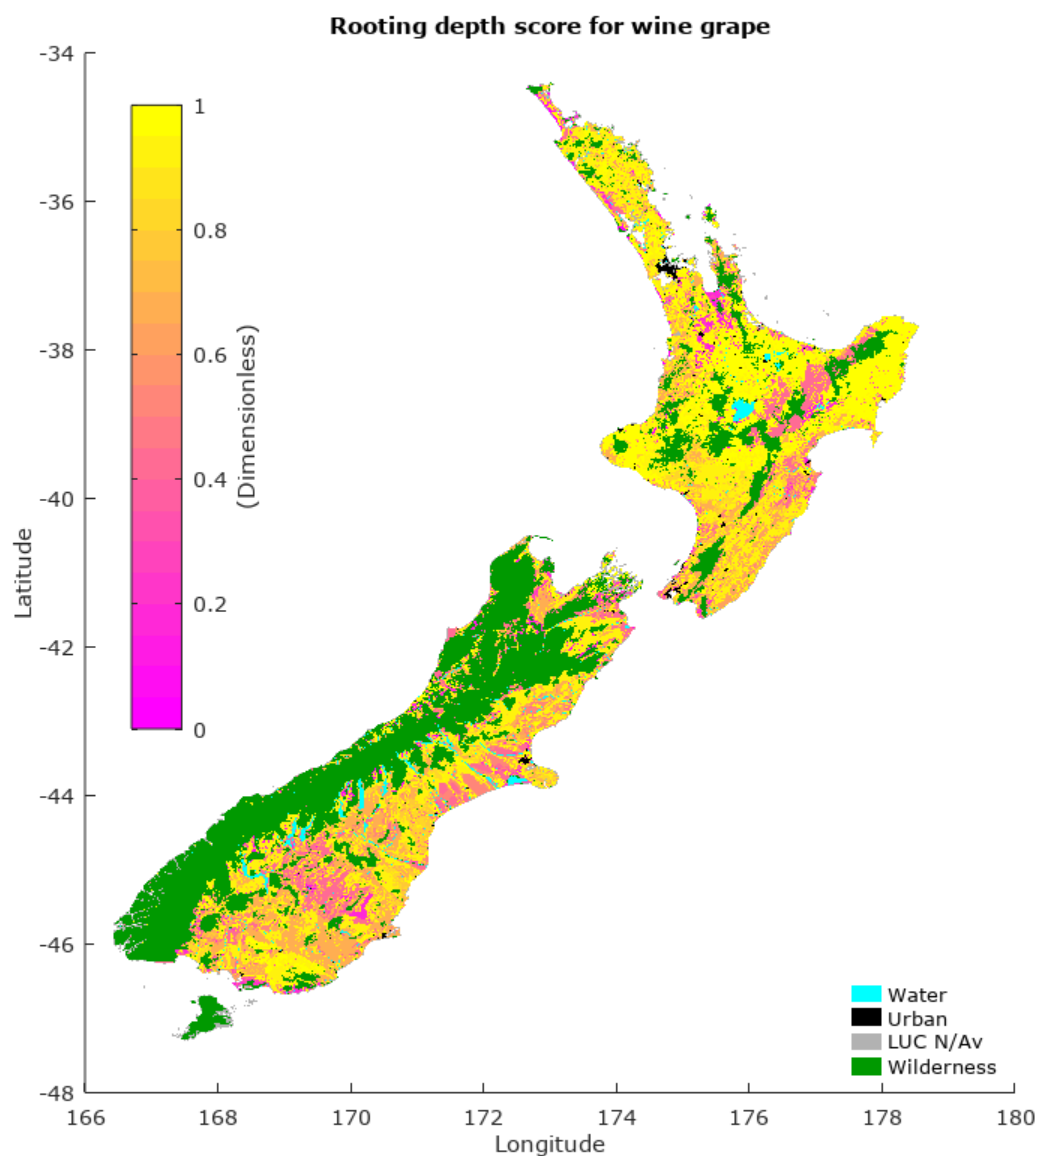 Rooting depth score for wine grape
-34
-36
-38
-40
-42
-44
-46
-48
Latitude
1
0.8
0.6
0.4
0.2
0
(Dimensionless)
Water
Urban
LUC N/Av
Wilderness
166 168 170 172 174 176 178 180
Longitude